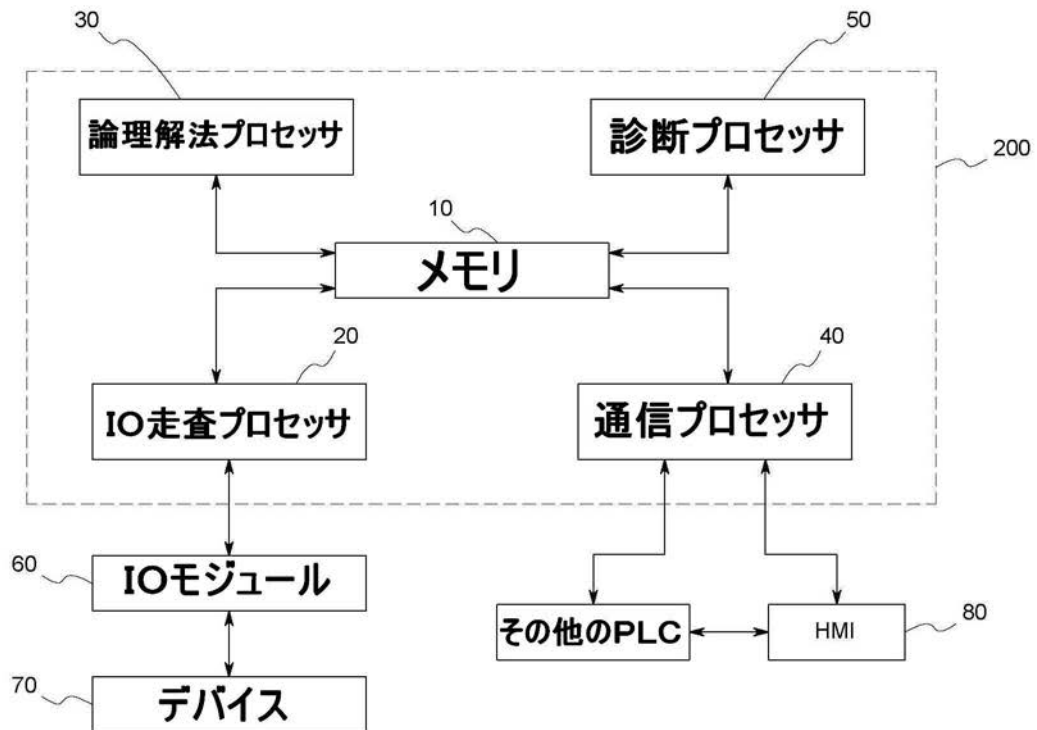 30
50
論理解法プロセッサ
診断プロセッサ
200
10
メモリ
20
40
IO走査プロセッサ
通信プロセッサ
60
IOモジュール
その他のPLC
HMI
80
70
デバイス